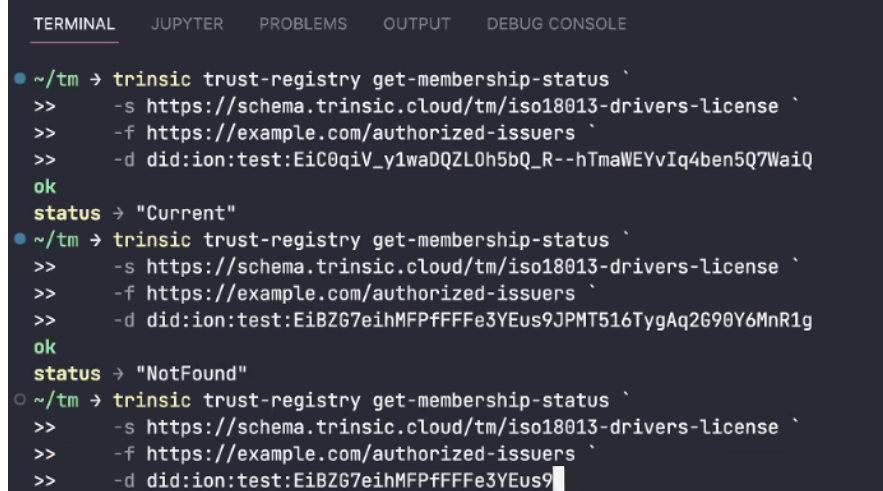 TERMINAL JUPYTER PROBLEMS OUTPUT DEBUG CONSOLE
~/tm → trinsic trust-registry get-membership-status `
>> -s https://schema.trinsic.cloud/tm/iso18013-drivers-license `
>> -f https://example.com/authorized-issuers `
>> -d did:ion:test:EiC0qiV_y1waDQZLOh5bQ_R--hTmaWEYvIq4ben5Q7WaiQ
ok
status → "Current"
~/tm → trinsic trust-registry get-membership-status `
>> -s https://schema.trinsic.cloud/tm/iso18013-drivers-license `
>> -f https://example.com/authorized-issuers `
>> -d did:ion:test:EiBZG7eihMFPfFFFe3YEus9JPMT516TygAq2G90Y6MnR1g
ok
status → "NotFound"
~/tm → trinsic trust-registry get-membership-status `
>> -s https://schema.trinsic.cloud/tm/iso18013-drivers-license `
>> -f https://example.com/authorized-issuers `
>> -d did:ion:test:EiBZG7eihMFPfFFFe3YEus9